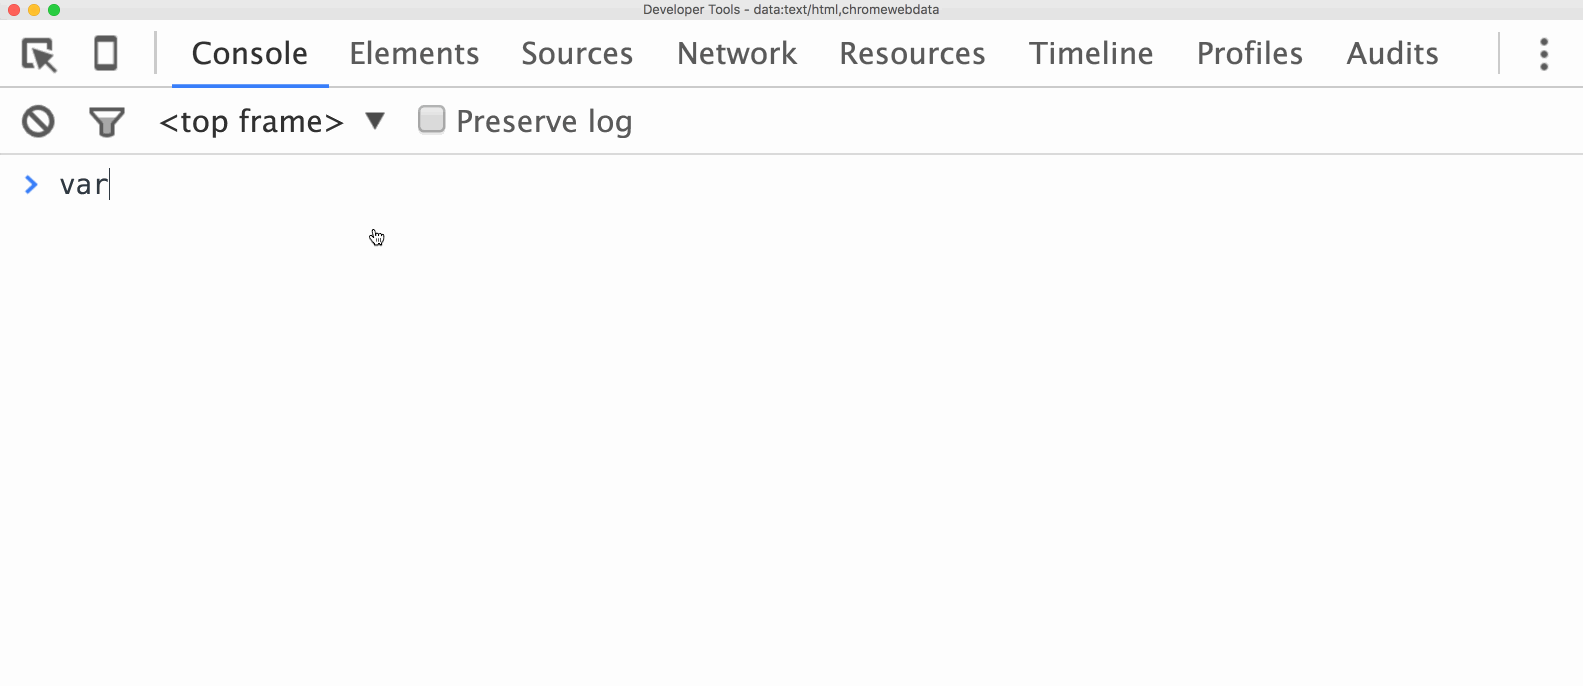 Developer Tools - data:text/html,chromewebdata
Console Elements Sources Network Resources Timeline Profiles Audits
<top frame> ▼ Preserve log
> var